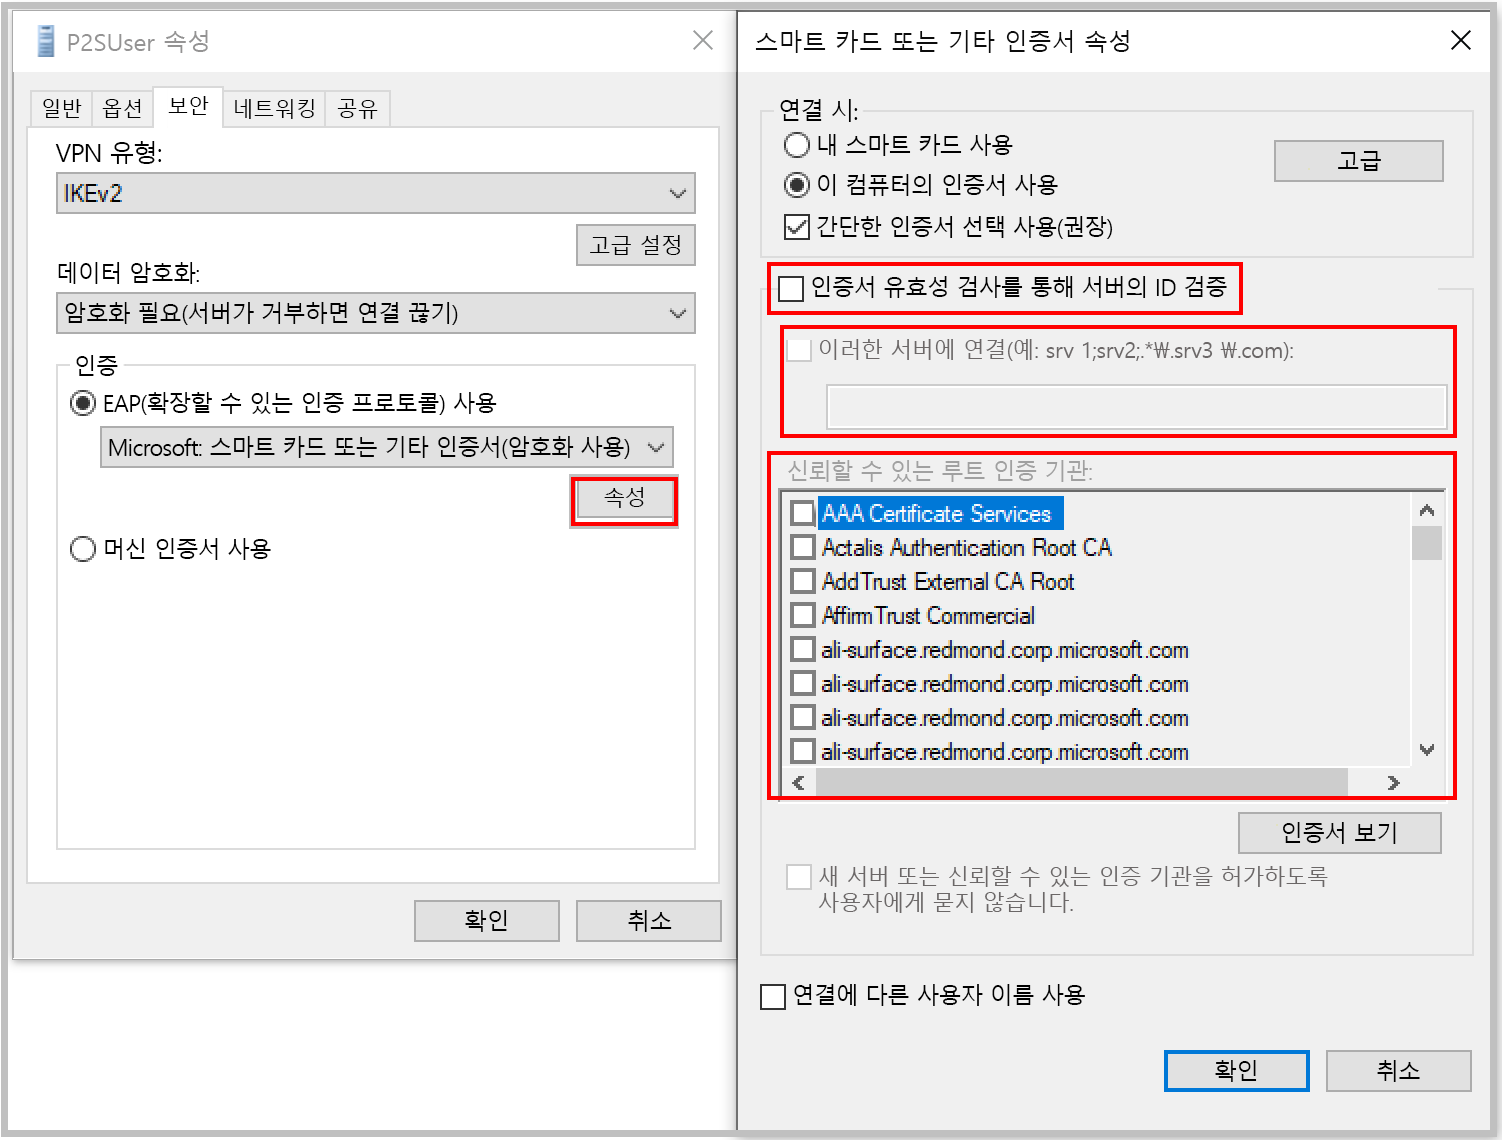 P2SUser 속성
일반
옵션
보안
네트워킹
공유
VPN 유형:
IKEv2
고급 설정
데이터 암호화:
암호화 필요(서버가 거부하면 연결 끊기)
인증
EAP(확장할 수 있는 인증 프로토콜) 사용
Microsoft: 스마트 카드 또는 기타 인증서(암호화 사용)
속성
머신 인증서 사용
확인
취소
스마트 카드 또는 기타 인증서 속성
연결 시:
내 스마트 카드 사용
고급
이 컴퓨터의 인증서 사용
간단한 인증서 선택 사용(권장)
인증서 유효성 검사를 통해 서버의 ID 검증
이러한 서버에 연결(예: srv 1;srv2;.*\.srv3 \.com):
신뢰할 수 있는 루트 인증 기관:
AAA Certificate Services
Actalis Authentication Root CA
AddTrust External CA Root
AffirmTrust Commercial
ali-surface.redmond.corp.microsoft.com
ali-surface.redmond.corp.microsoft.com
ali-surface.redmond.corp.microsoft.com
ali-surface.redmond.corp.microsoft.com
인증서 보기
새 서버 또는 신뢰할 수 있는 인증 기관을 허가하도록
사용자에게 묻지 않습니다.
연결에 다른 사용자 이름 사용
확인
취소